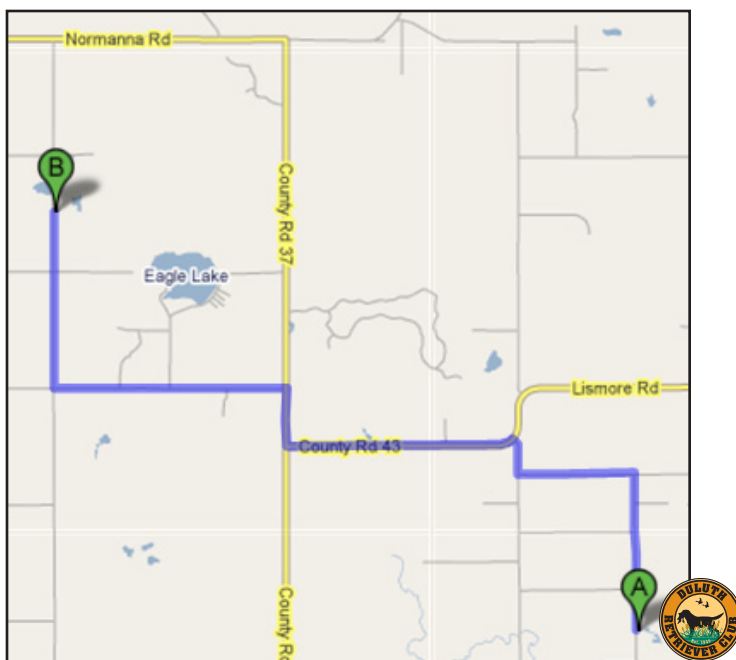 Normanna Rd
County Rd 37
B
Eagle Lake
Lismore Rd
County Rd 43
A
County Rd
DULUTH
RETRIEVER CLUB